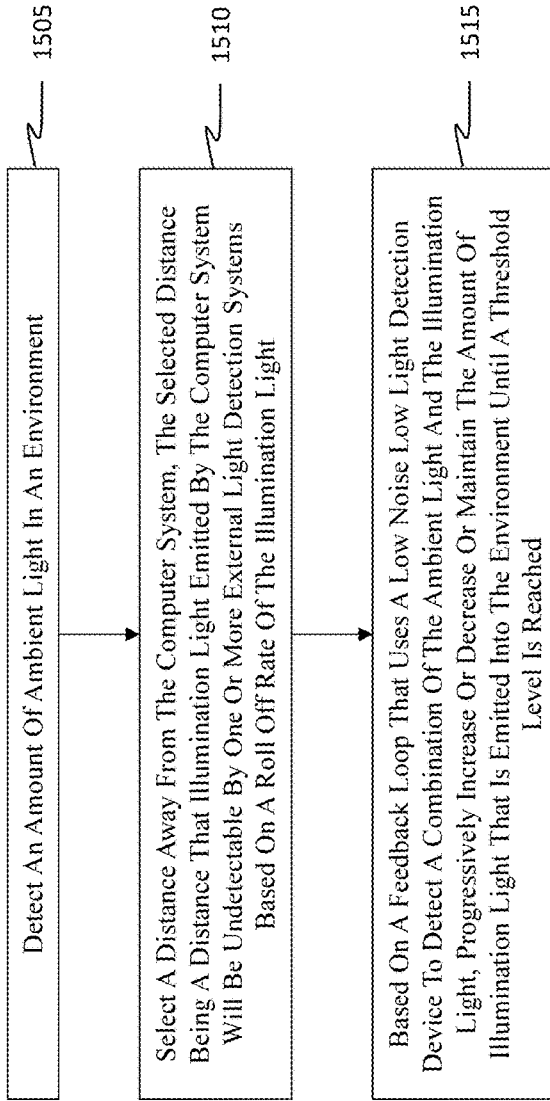 Detect An Amount Of Ambient Light In An Environment
1505
Select A Distance Away From The Computer System, The Selected Distance
Being A Distance That Illumination Light Emitted By The Computer System
Will Be Undetectable By One Or More External Light Detection Systems
Based On A Roll Off Rate Of The Illumination Light
1510
Based On A Feedback Loop That Uses A Low Noise Low Light Detection
Device To Detect A Combination Of The Ambient Light And The Illumination
Light, Progressively Increase Or Decrease Or Maintain The Amount Of
Illumination Light That Is Emitted Into The Environment Until A Threshold
Level Is Reached
1515